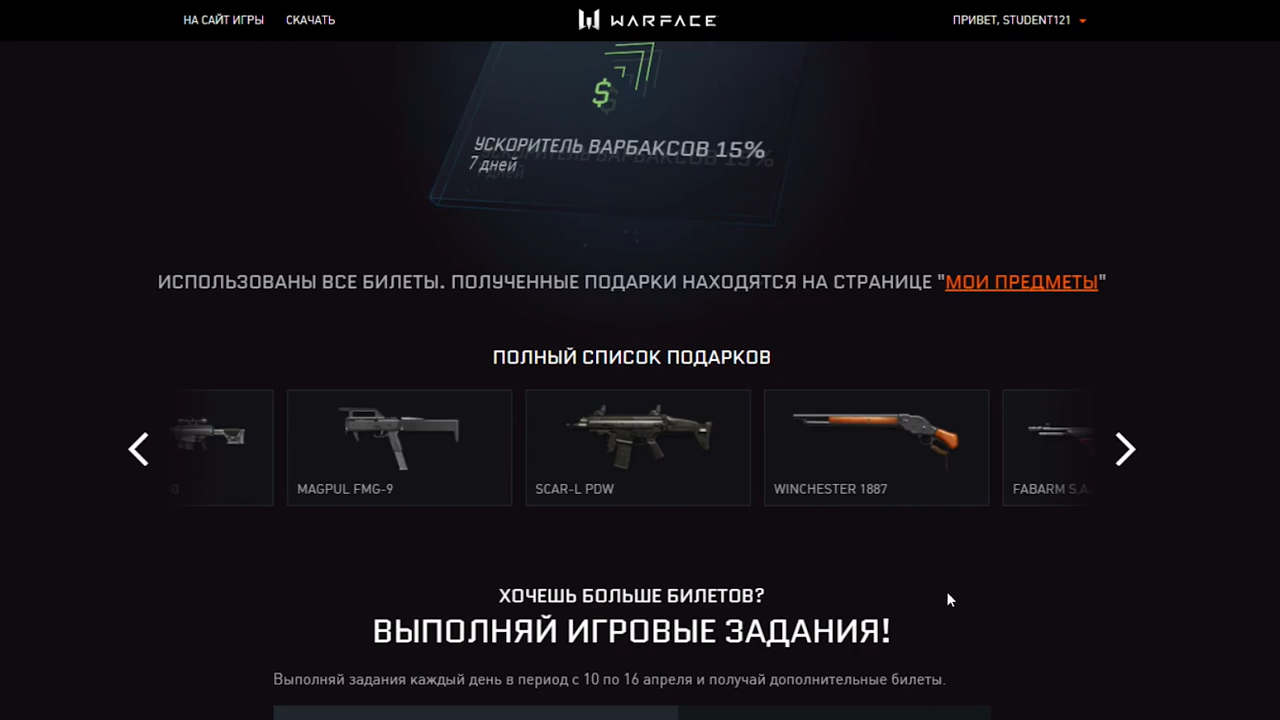 НА САЙТ ИГРЫ
СКАЧАТЬ
WARFACE
ПРИВЕТ, STUDENT121
$
УСКОРИТЕЛЬ ВАРБАКСОВ 15%
7 дней
ИСПОЛЬЗОВАНЫ ВСЕ БИЛЕТЫ. ПОЛУЧЕННЫЕ ПОДАРКИ НАХОДЯТСЯ НА СТРАНИЦЕ "МОИ ПРЕДМЕТЫ"
ПОЛНЫЙ СПИСОК ПОДАРКОВ
MAGPUL FMG-9
SCAR-L PDW
WINCHESTER 1887
FABARM S.A.
ХОЧЕШЬ БОЛЬШЕ БИЛЕТОВ?
ВЫПОЛНЯЙ ИГРОВЫЕ ЗАДАНИЯ!
Выполняй задания каждый день в период с 10 по 16 апреля и получай дополнительные билеты.